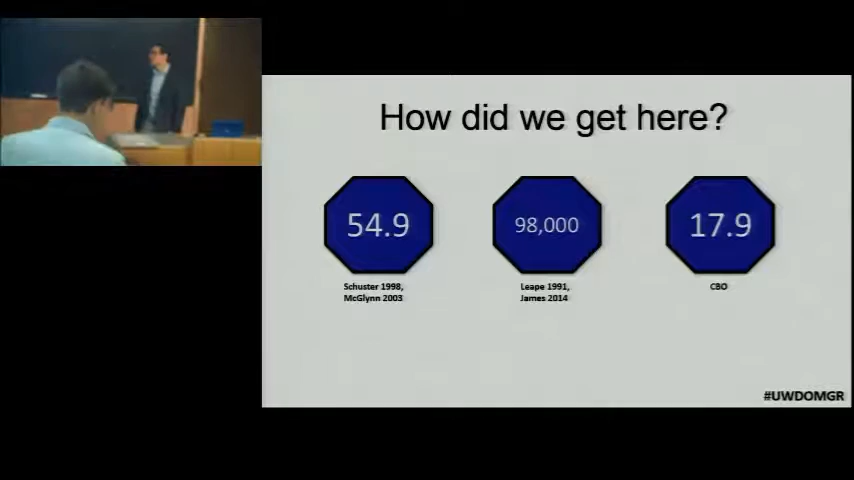 How did we get here?
54.9
98,000
17.9
Schuster 1998,
McGlynn 2003
Leape 1991,
James 2014
CBO
#UWDOMGR